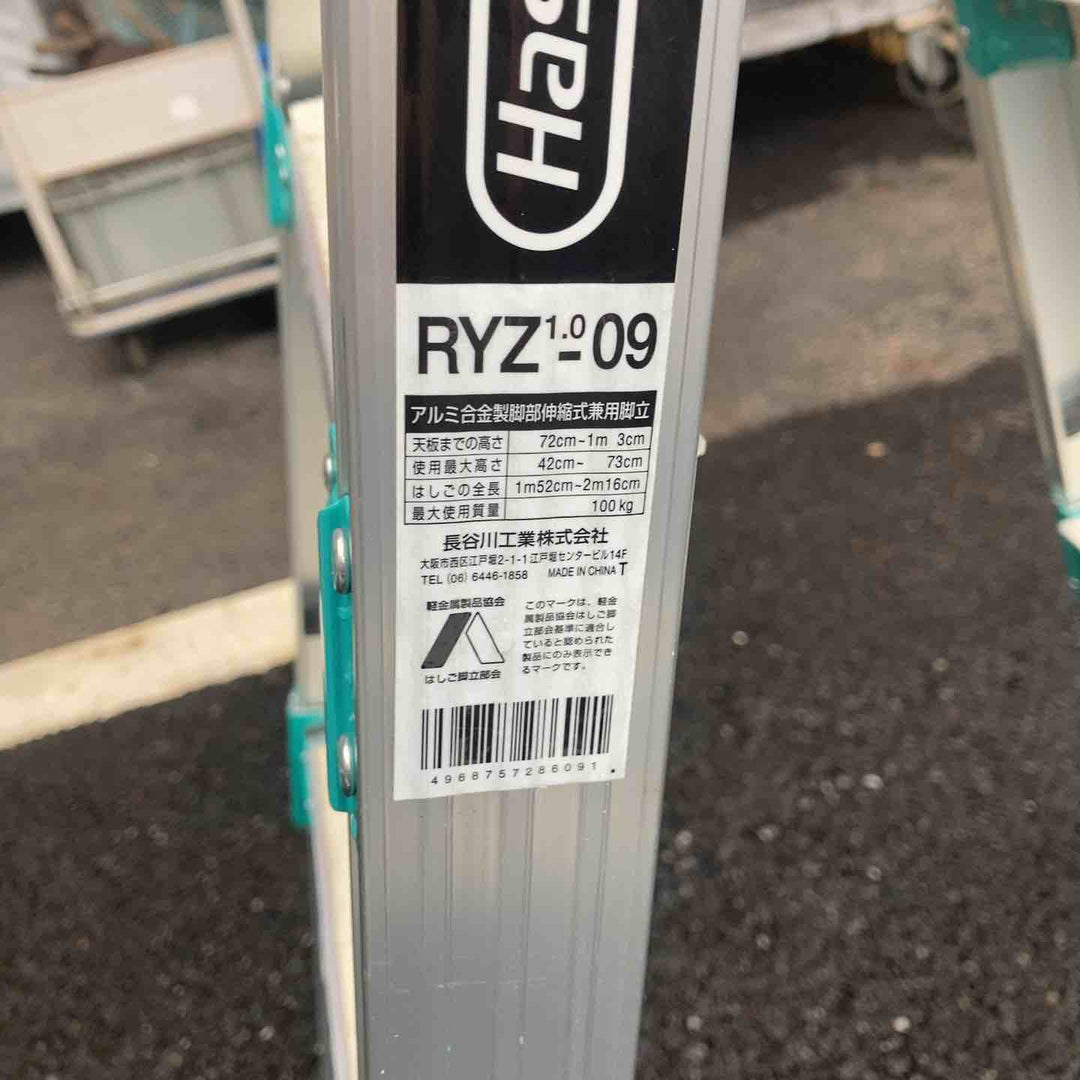 Has
RYZ1.0-09
アルミ合金製脚部伸縮式兼用脚立
天板までの高さ 72cm~1m 3cm
使用最大高さ 42cm~ 73cm
はしごの全長 1m52cm~2m16cm
最大使用質量 100kg
長谷川工業株式会社
大阪市西区江戸堀2-1-1江戸堀センタービル14F
TEL (06) 6446-1858 MADE IN CHINA T
軽金属製品協会
はしご脚立部会
このマークは、軽金
属製品協会はしご脚
立部会基準に適合し
ていると認められた
製品にのみ表示でき
るマークです。
4968757286091